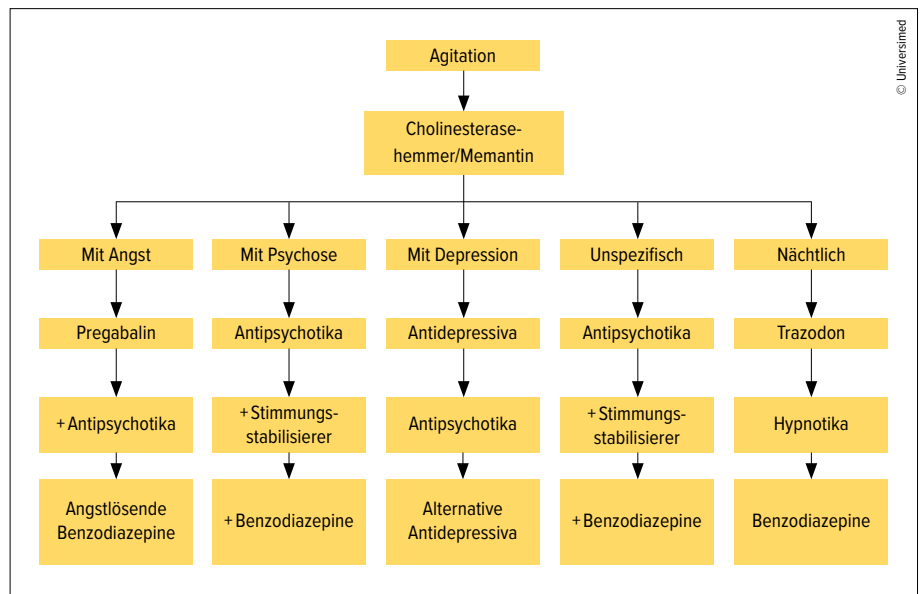 © Universimed
Agitation
Cholinesterase-
hemmer/Memantin
Mit Angst
Mit Psychose
Mit Depression
Unspezifisch
Nächtlich
Pregabalin
Antipsychotika
Antidepressiva
Antipsychotika
Trazodon
+ Antipsychotika
+ Stimmungs-
stabilisierer
Antipsychotika
+ Stimmungs-
stabilisierer
Hypnotika
Angstlösende
Benzodiazepine
+ Benzodiazepine
Alternative
Antidepressiva
+ Benzodiazepine
Benzodiazepine